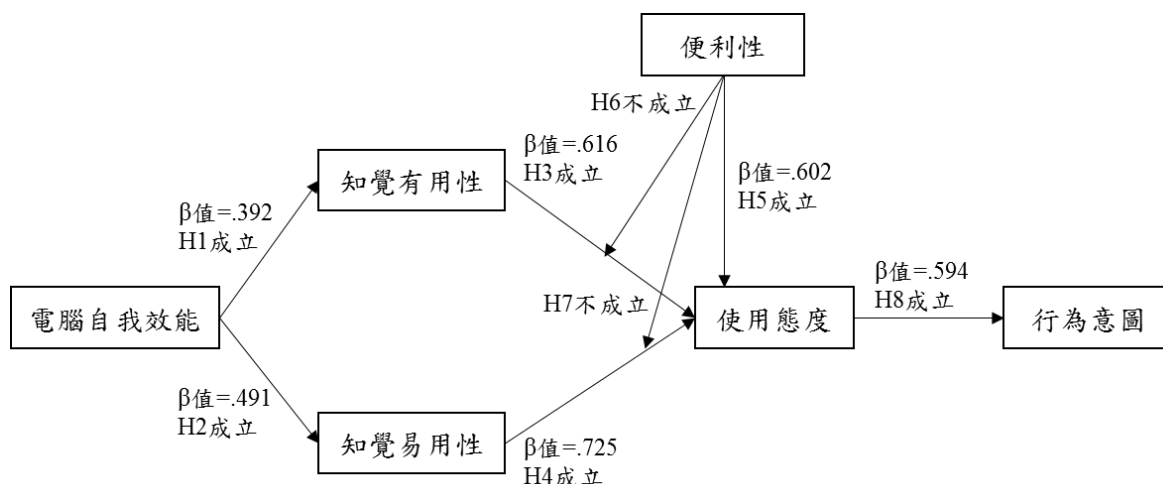 便利性
H6不成立
β值=.616
H3成立
β值=.602
H5成立
知覺有用性
β值=.392
H1成立
β值=.594
H8成立
H7不成立
電腦自我效能
使用態度
行為意圖
β值=.491
H2成立
知覺易用性
β值=.725
H4成立